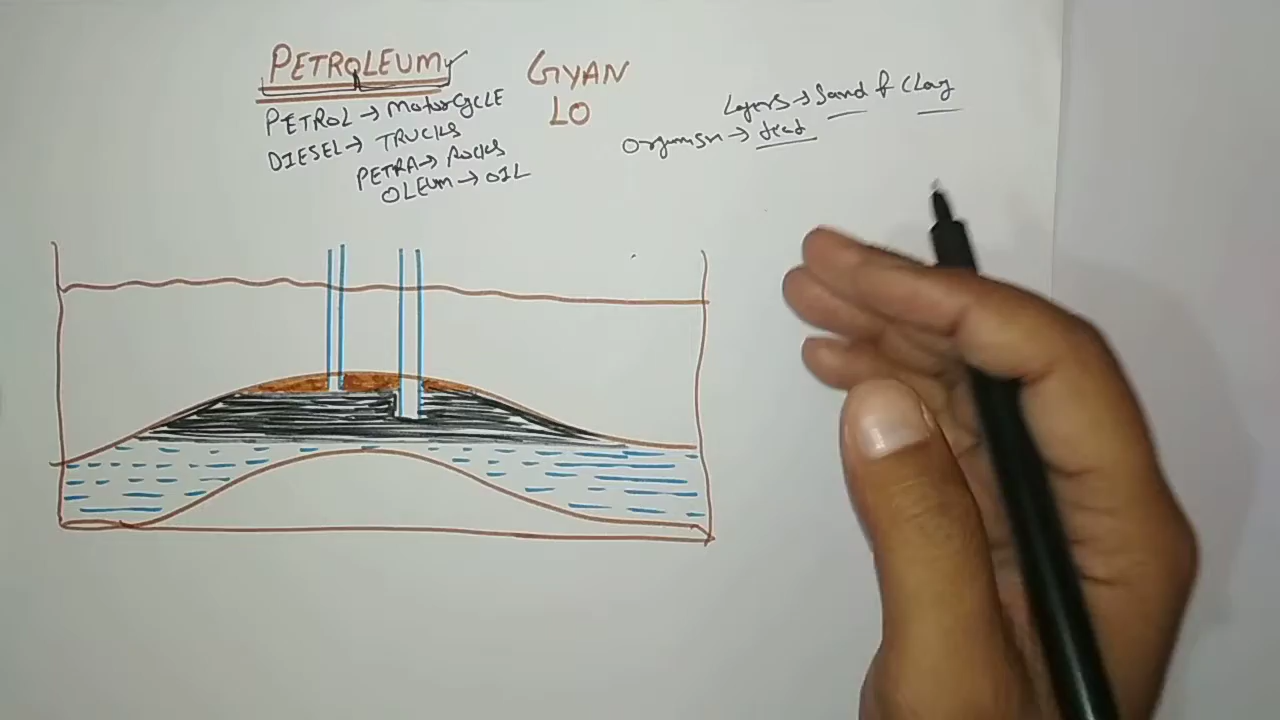 PETROLEUM
GYAN
LO
PETROL → MotorCYCLE
DIESEL → TRUCKS
PETRA → ROCKS
OLEUM → OIL
Layers → Sand & Clay
Organism → dead